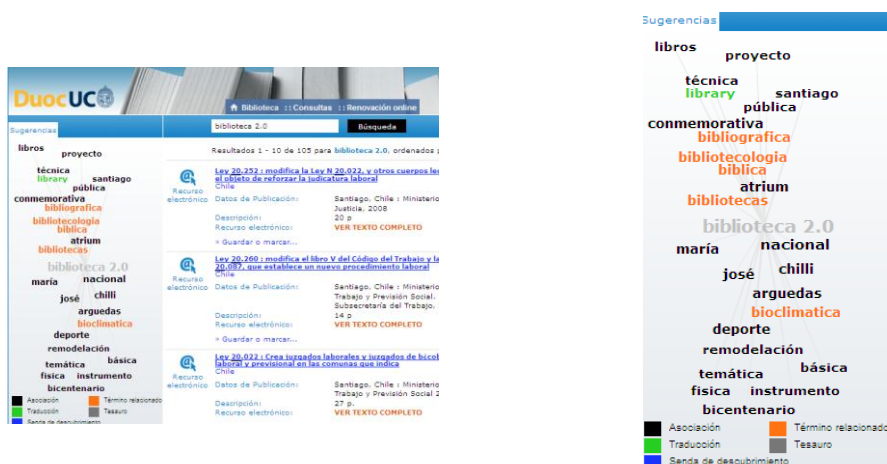 DuocUC
Biblioteca :: Consultas :: Renovación online
Sugerencias
biblioteca 2.0
Búsqueda
libros
proyecto
técnica
library
santiago
pública
conmemorativa
bibliografica
bibliotecologia
biblica
atrium
bibliotecas
biblioteca 2.0
maría
nacional
josé
chilli
arguedas
bioclimatica
deporte
remodelación
temática
básica
fisica
instrumento
bicentenario
Asociación
Término relacionado
Traducción
Tesauro
Senda de descubrimiento
Resultados 1 - 10 de 105 para biblioteca 2.0, ordenados
Recurso
electrónico
Ley 20.252 : modifica la Ley N 20.022, y otros cuerpos
el objeto de reforzar la judicatura laboral
Chile
Datos de Publicación:
Santiago, Chile : Ministerio
Justicia, 2008
Descripción:
20 p
Recurso electrónico:
VER TEXTO COMPLETO
» Guardar o marcar...
Recurso
electrónico
Ley 20.260 : modifica el libro V del Código del Trabajo y la
20.087, que establece un nuevo procedimiento laboral
Chile
Datos de Publicación:
Santiago, Chile : Ministerio
Trabajo y Previsión Social.
Subsecretaría del Trabajo,
Descripción:
14 p
Recurso electrónico:
VER TEXTO COMPLETO
» Guardar o marcar...
Recurso
electrónico
Ley 20.022 : Crea juzgados laborales y juzgados de
laboral y previsional en las comunas que indica
Chile
Datos de Publicación:
Santiago, Chile : Ministerio
Trabajo y Previsión Social
Descripción:
27 p.
Recurso electrónico:
VER TEXTO COMPLETO
Sugerencias
libros
proyecto
técnica
library
santiago
pública
conmemorativa
bibliografica
bibliotecologia
biblica
atrium
bibliotecas
biblioteca 2.0
maría
nacional
josé
chilli
arguedas
bioclimatica
deporte
remodelación
temática
básica
fisica
instrumento
bicentenario
Asociación
Término relacionado
Traducción
Tesauro
Senda de descubrimiento